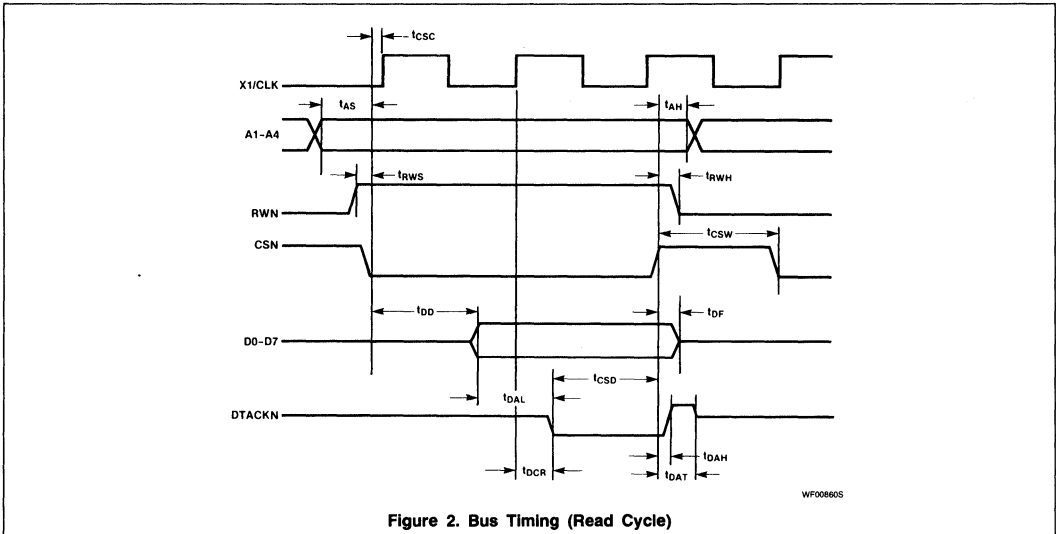 tCSC
X1/CLK
tAS
tAH
A1-A4
tRWS
tRWH
RWN
tCSW
CSN
tDD
tDF
D0-D7
tCSD
tDAL
DTACKN
tDCR
tDAT
tDAH
WF00860S
Figure 2. Bus Timing (Read Cycle)